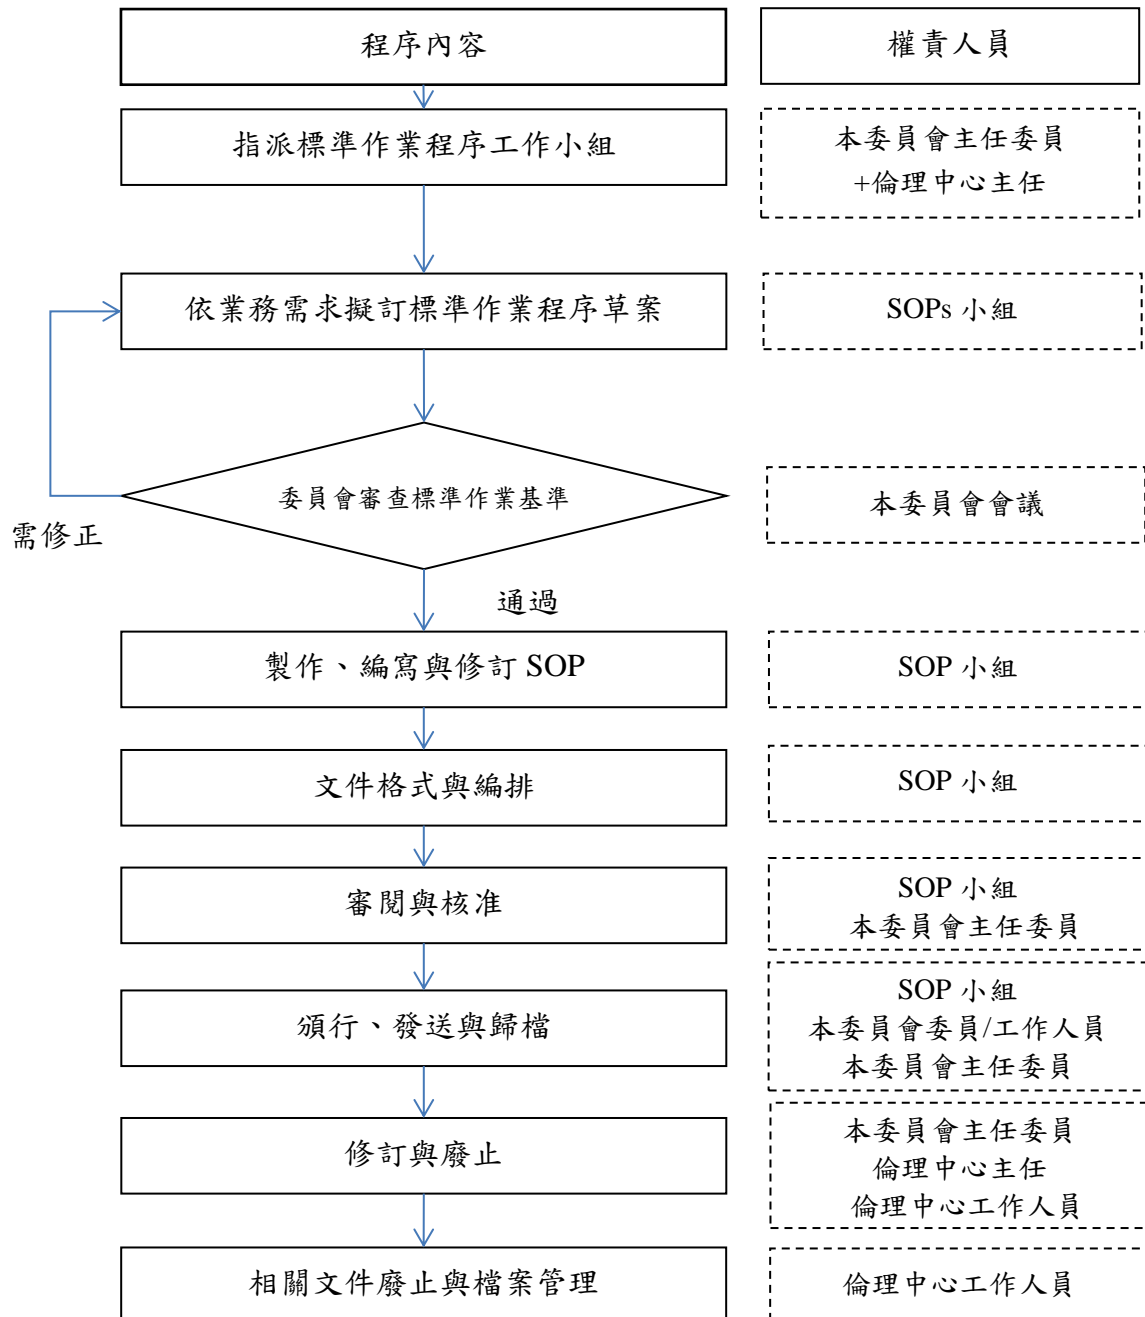 程序內容
權責人員
指派標準作業程序工作小組
本委員會主任委員
+倫理中心主任
依業務需求擬訂標準作業程序草案
SOPs 小組
委員會審查標準作業基準
本委員會會議
需修正
通過
製作、編寫與修訂 SOP
SOP 小組
文件格式與編排
SOP 小組
審閱與核准
SOP 小組
本委員會主任委員
頒行、發送與歸檔
SOP 小組
本委員會委員/工作人員
本委員會主任委員
修訂與廢止
本委員會主任委員
倫理中心主任
倫理中心工作人員
相關文件廢止與檔案管理
倫理中心工作人員